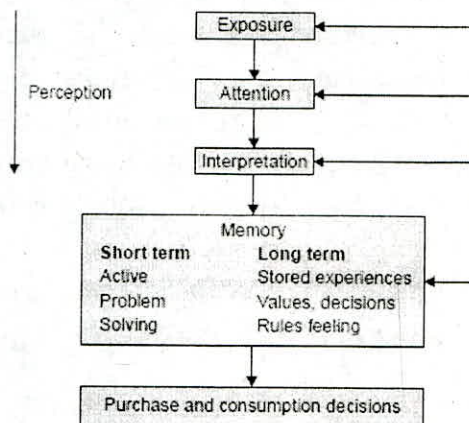 Exposure
Perception
Attention
Interpretation
Memory
Short term Long term
Active Stored experiences
Problem Values, decisions
Solving Rules feeling
Purchase and consumption decisions